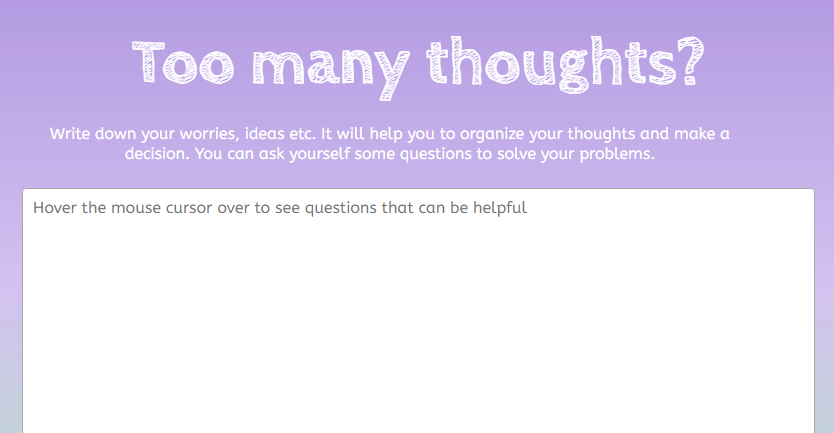 Too many thoughts?
Write down your worries, ideas etc. It will help you to organize your thoughts and make a
decision. You can ask yourself some questions to solve your problems.
Hover the mouse cursor over to see questions that can be helpful